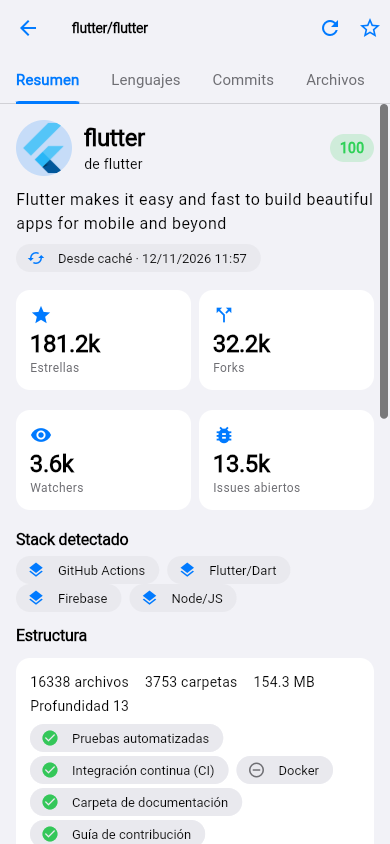 flutter/flutter
Resumen Lenguajes Commits Archivos
flutter
de flutter
100
Flutter makes it easy and fast to build beautiful
apps for mobile and beyond
Desde caché · 12/11/2026 11:57
181.2k 32.2k
Estrellas Forks
3.6k 13.5k
Watchers Issues abiertos
Stack detectado
GitHub Actions Flutter/Dart
Firebase Node/JS
Estructura
16338 archivos 3753 carpetas 154.3 MB
Profundidad 13
Pruebas automatizadas
Integración continua (CI) Docker
Carpeta de documentación
Guía de contribución